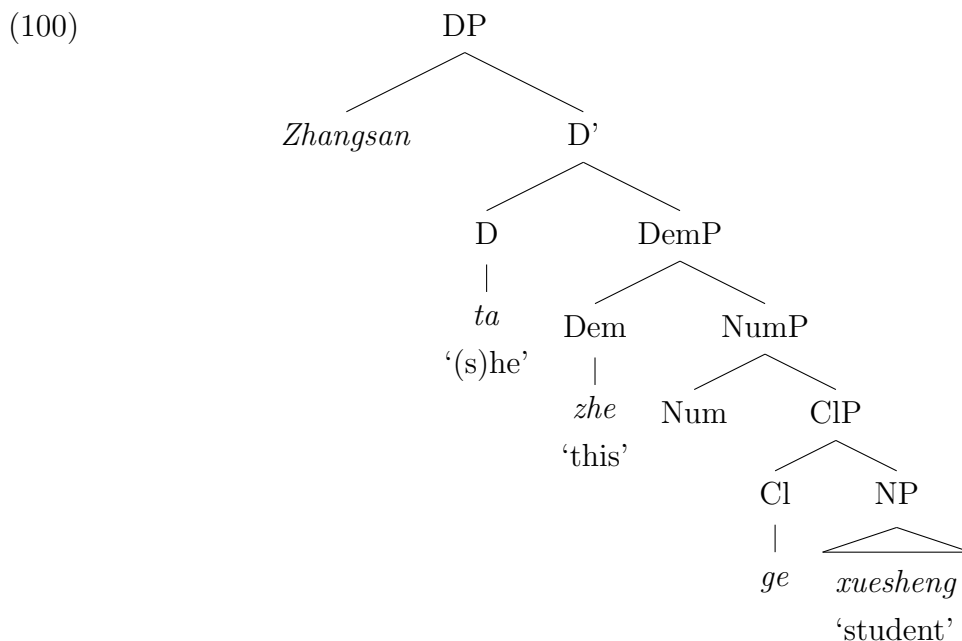 (100) DP
Zhangsan D'
D DemP
ta Dem NumP
‘(s)he’ zhe Num ClP
‘this’ Cl NP
ge xuesheng
‘student’